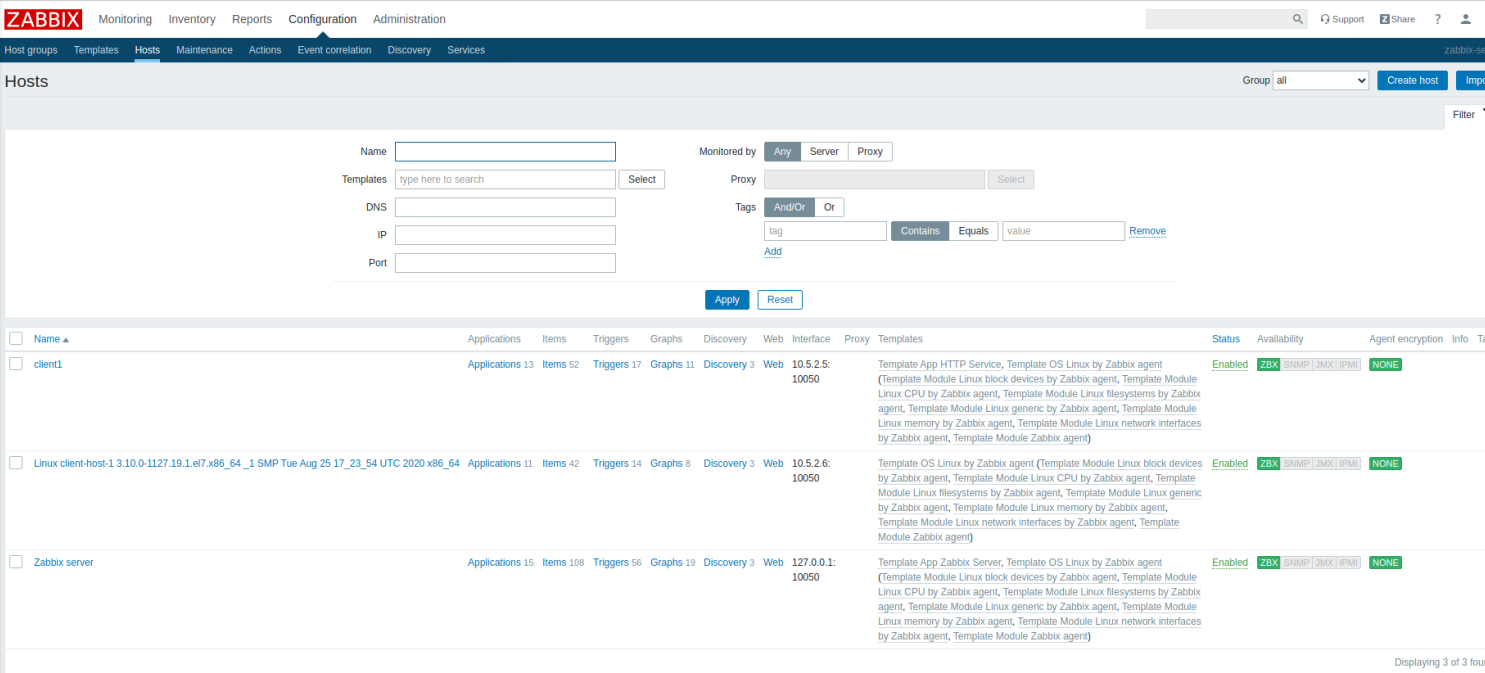 ZABBIX Monitoring Inventory Reports Configuration Administration Support Z Share ?
Host groups Templates Hosts Maintenance Actions Event correlation Discovery Services zabbix-se
Hosts Group all Create host Impo
Filter
Name Monitored by Any Server Proxy
Templates type here to search Select Proxy Select
DNS Tags And/Or Or
IP tag Contains Equals value Remove
Add
Port
Apply Reset
Name Applications Items Triggers Graphs Discovery Web Interface Proxy Templates Status Availability Agent encryption Info Ta
client1 Applications 13 Items 52 Triggers 17 Graphs 11 Discovery 3 Web 10.5.2.5: Template App HTTP Service, Template OS Linux by Zabbix agent Enabled ZBX SNMP JMX IPMI NONE
10050 (Template Module Linux block devices by Zabbix agent, Template Module
Linux CPU by Zabbix agent, Template Module Linux filesystems by Zabbix
agent, Template Module Linux generic by Zabbix agent, Template Module
Linux memory by Zabbix agent, Template Module Linux network interfaces
by Zabbix agent, Template Module Zabbix agent)
Linux client-host-1 3.10.0-1127.19.1.el7.x86_64 _1 SMP Tue Aug 25 17_23_54 UTC 2020 x86_64 Applications 11 Items 42 Triggers 14 Graphs 8 Discovery 3 Web 10.5.2.6: Template OS Linux by Zabbix agent (Template Module Linux block devices Enabled ZBX SNMP JMX IPMI NONE
10050 by Zabbix agent, Template Module Linux CPU by Zabbix agent, Template
Module Linux filesystems by Zabbix agent, Template Module Linux generic
by Zabbix agent, Template Module Linux memory by Zabbix agent,
Template Module Linux network interfaces by Zabbix agent, Template
Module Zabbix agent)
Zabbix server Applications 15 Items 108 Triggers 56 Graphs 19 Discovery 3 Web 127.0.0.1: Template App Zabbix Server, Template OS Linux by Zabbix agent Enabled ZBX SNMP JMX IPMI NONE
10050 (Template Module Linux block devices by Zabbix agent, Template Module
Linux CPU by Zabbix agent, Template Module Linux filesystems by Zabbix
agent, Template Module Linux generic by Zabbix agent, Template Module
Linux memory by Zabbix agent, Template Module Linux network interfaces
by Zabbix agent, Template Module Zabbix agent)
Displaying 3 of 3 foun